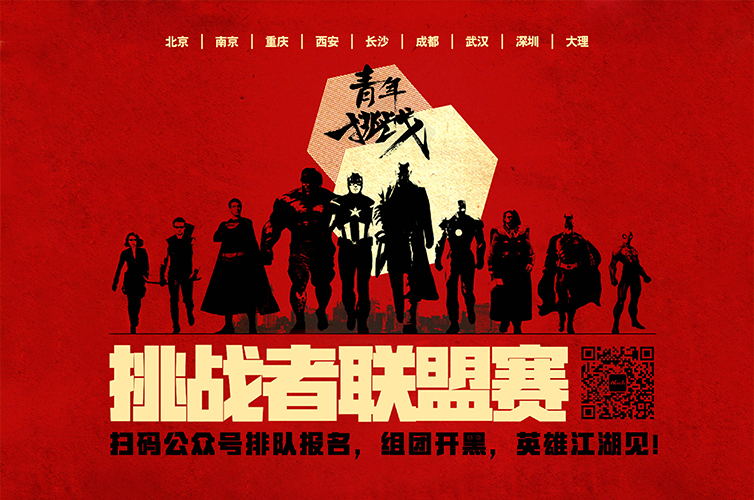 北京 | 南京 | 重庆 | 西安 | 长沙 | 成都 | 武汉 | 深圳 | 大理
青年
挑战
挑战者联盟赛
扫码公众号排队报名，组团开黑，英雄江湖见！